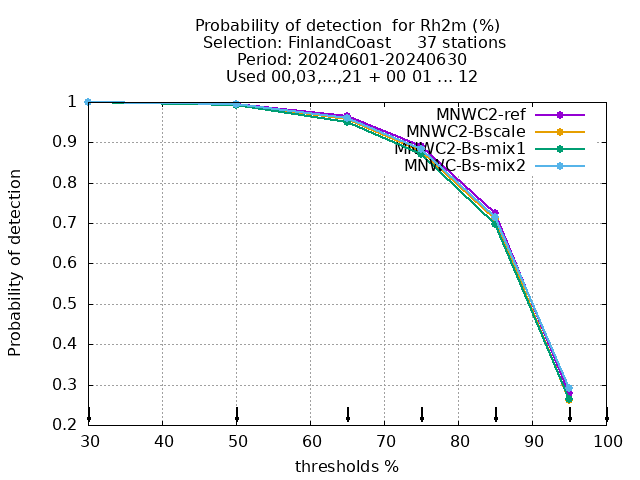 Probability of detection for Rh2m (%)
Selection: FinlandCoast 37 stations
Period: 20240601-20240630
Used 00,03,...,21 + 00 01 ... 12
Probability of detection
1
0.9
0.8
0.7
0.6
0.5
0.4
0.3
0.2
MNWC2-ref
MNWC2-Bscale
MNWC2-Bs-mix1
MNWC-Bs-mix2
30 40 50 60 70 80 90 100
thresholds %